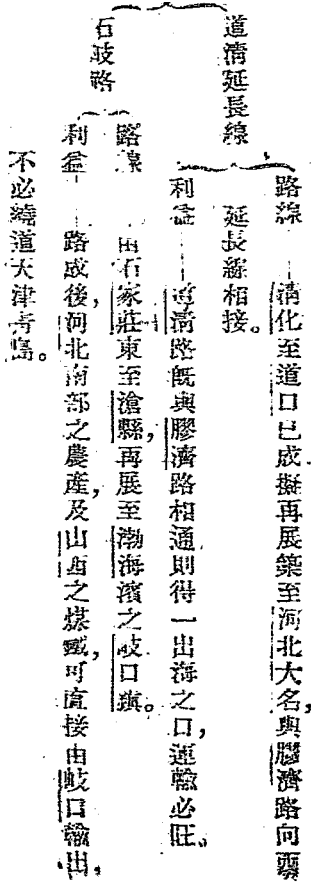 道清延長線
路線—清化至道口已成擬再展築至河北大名,與膠濟路向西
延長綫相接。
利益—道清路既與膠濟路相通則得一出海之口,運輸必旺。
石歧路
路線—由石家莊東至滄縣,再展至渤海濱之歧口鎮。
利益—路成後,河北南部之農產,及山西之煤鐵,可直接由岐口輸出,
不必繞道天津青島。